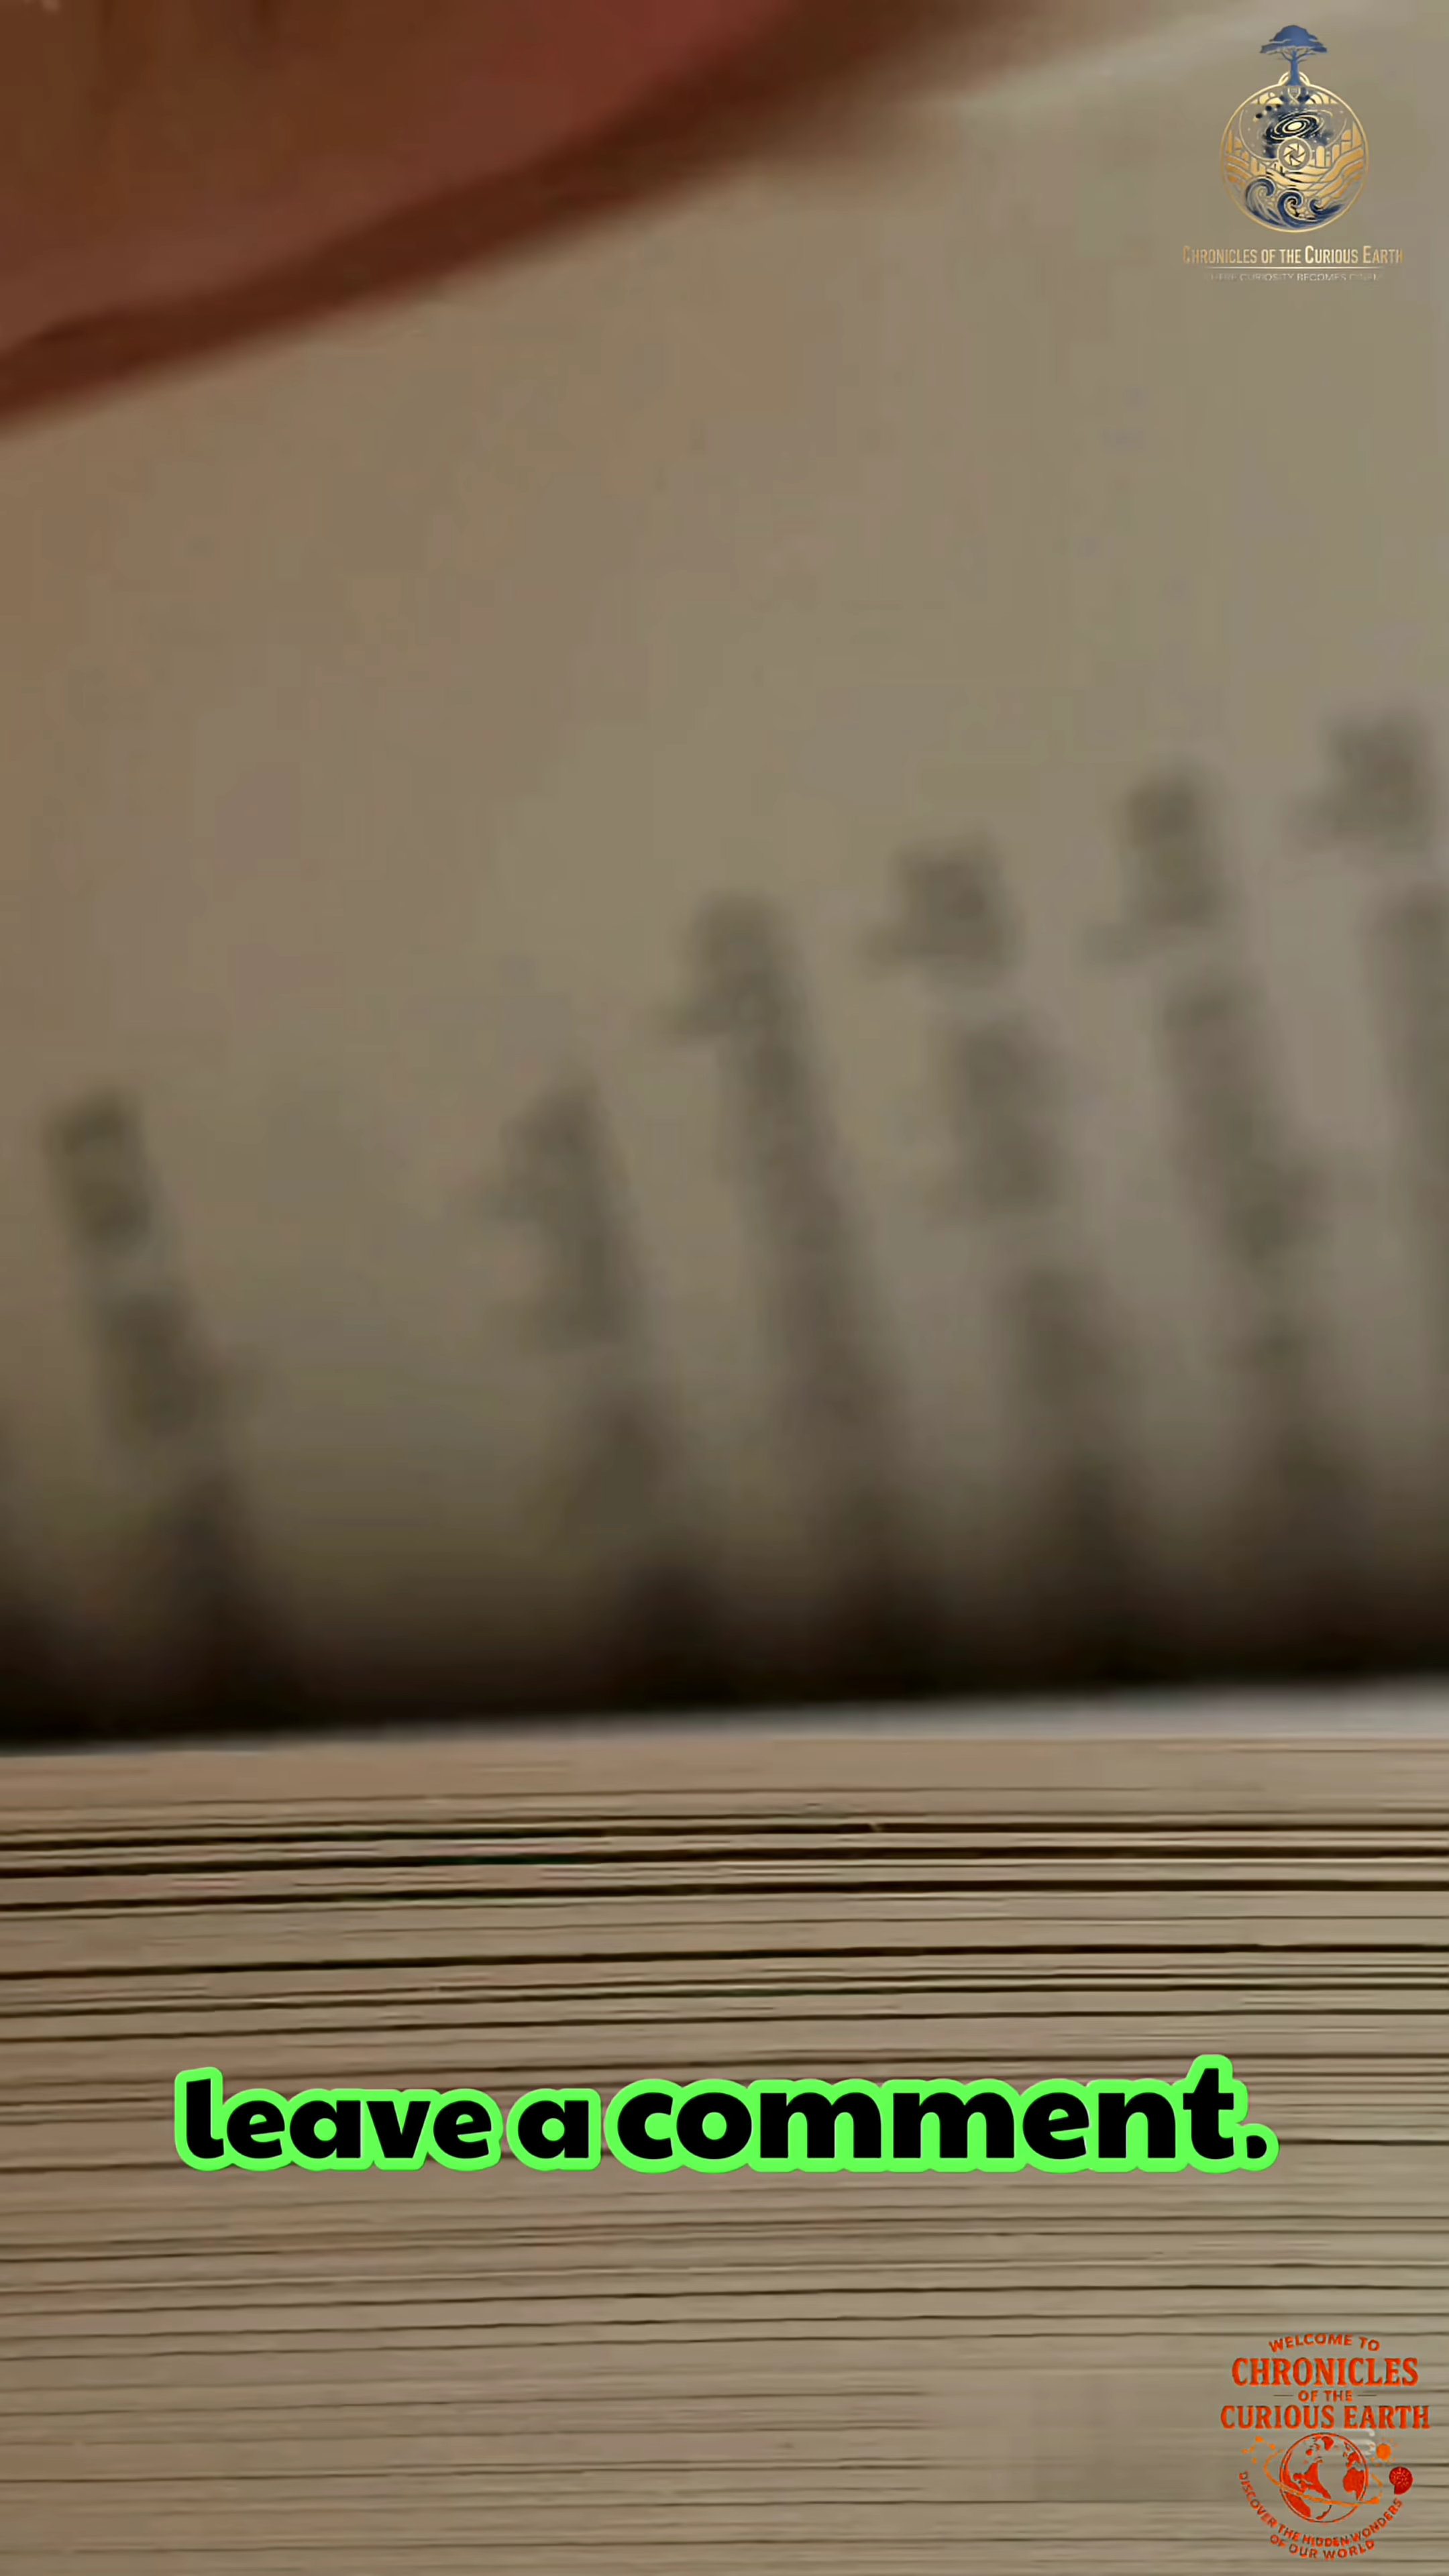 CHRONICLES OF THE CURIOUS EARTH
leave a comment.
WELCOME TO
CHRONICLES
OF THE
CURIOUS EARTH
DISCOVER THE HIDDEN WONDERS
OF OUR WORLD